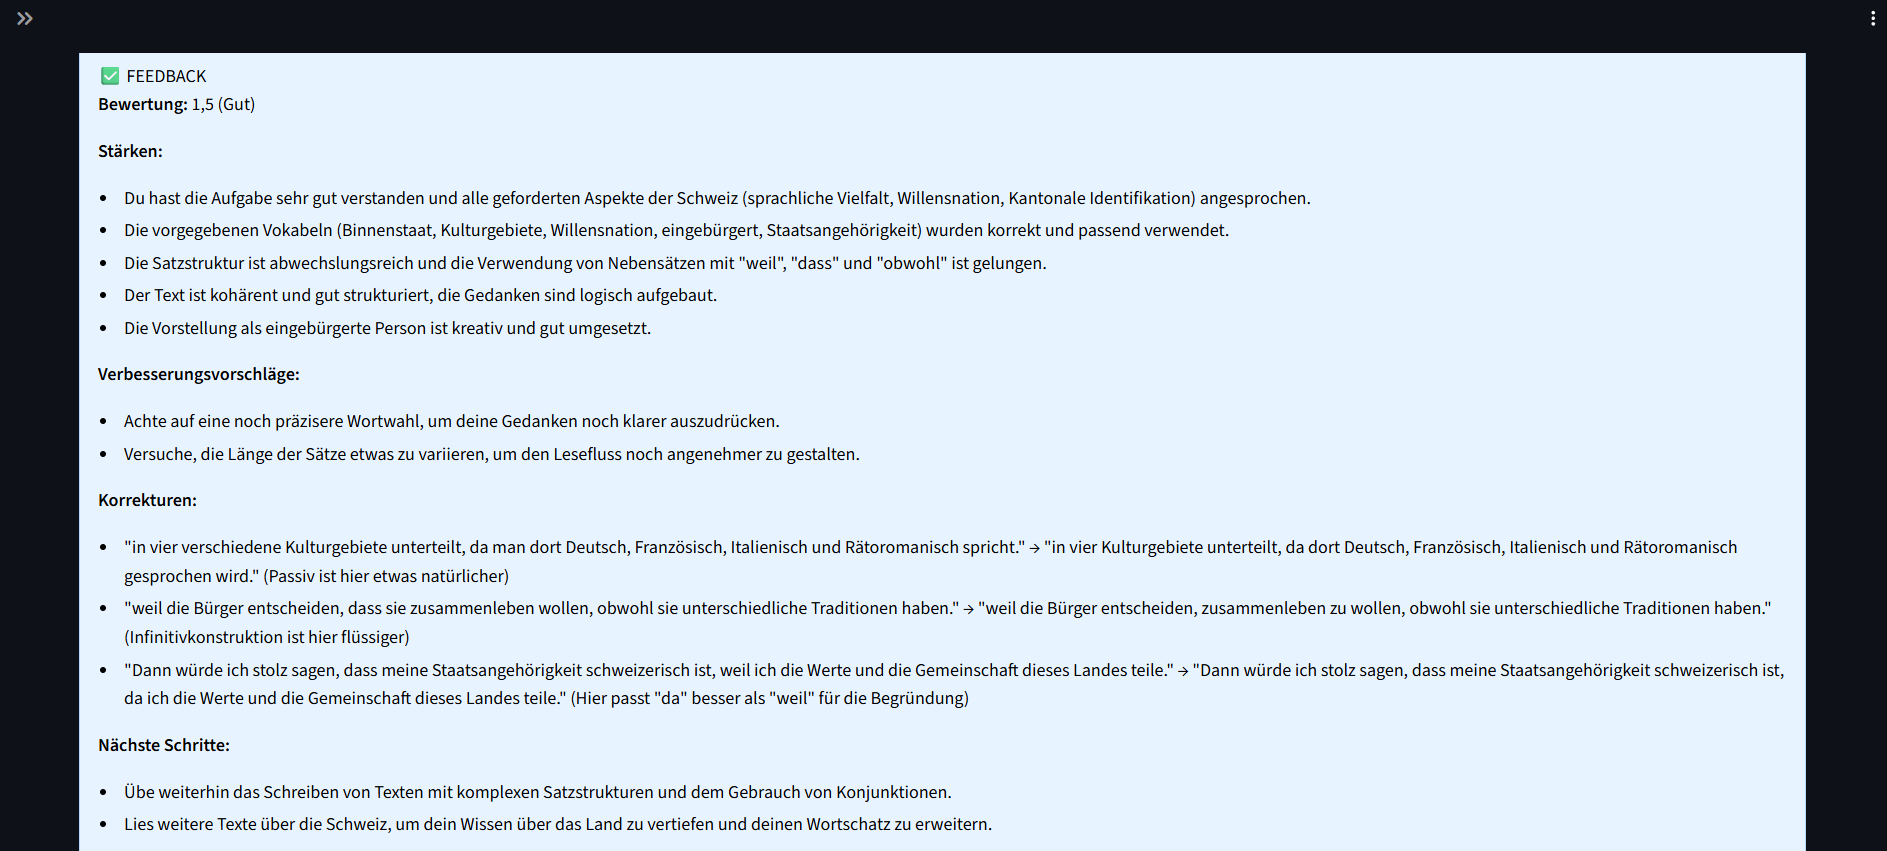 FEEDBACK
Bewertung: 1,5 (Gut)
Stärken:
Du hast die Aufgabe sehr gut verstanden und alle geforderten Aspekte der Schweiz (sprachliche Vielfalt, Willensnation, Kantonale Identifikation) angesprochen.
Die vorgegebenen Vokabeln (Binnenstaat, Kulturgebiete, Willensnation, eingebürgert, Staatsangehörigkeit) wurden korrekt und passend verwendet.
Die Satzstruktur ist abwechslungsreich und die Verwendung von Nebensätzen mit "weil", "dass" und "obwohl" ist gelungen.
Der Text ist kohärent und gut strukturiert, die Gedanken sind logisch aufgebaut.
Die Vorstellung als eingebürgerte Person ist kreativ und gut umgesetzt.
Verbesserungsvorschläge:
Achte auf eine noch präzisere Wortwahl, um deine Gedanken noch klarer auszudrücken.
Versuche, die Länge der Sätze etwas zu variieren, um den Lesefluss noch angenehmer zu gestalten.
Korrekturen:
"in vier verschiedene Kulturgebiete unterteilt, da man dort Deutsch, Französisch, Italienisch und Rätoromanisch spricht." → "in vier Kulturgebiete unterteilt, da dort Deutsch, Französisch, Italienisch und Rätoromanisch
gesprochen wird." (Passiv ist hier etwas natürlicher)
"weil die Bürger entscheiden, dass sie zusammenleben wollen, obwohl sie unterschiedliche Traditionen haben." → "weil die Bürger entscheiden, zusammenleben zu wollen, obwohl sie unterschiedliche Traditionen haben."
(Infinitivkonstruktion ist hier flüssiger)
"Dann würde ich stolz sagen, dass meine Staatsangehörigkeit schweizerisch ist, weil ich die Werte und die Gemeinschaft dieses Landes teile." → "Dann würde ich stolz sagen, dass meine Staatsangehörigkeit schweizerisch ist,
da ich die Werte und die Gemeinschaft dieses Landes teile." (Hier passt "da" besser als "weil" für die Begründung)
Nächste Schritte:
Übe weiterhin das Schreiben von Texten mit komplexen Satzstrukturen und dem Gebrauch von Konjunktionen.
Lies weitere Texte über die Schweiz, um dein Wissen über das Land zu vertiefen und deinen Wortschatz zu erweitern.